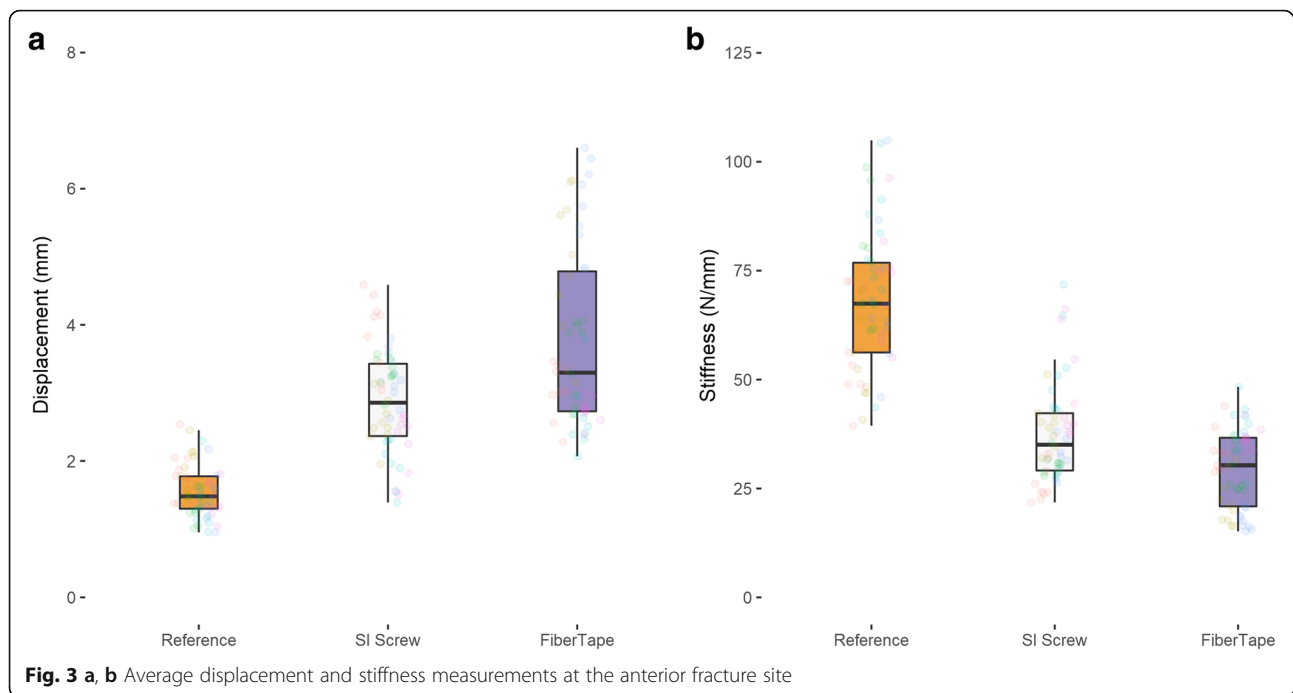 a
8
6
4
2
0
Displacement (mm)
Reference SI Screw FiberTape
b
125
100
75
50
25
0
Stiffness (N/mm)
Reference SI Screw FiberTape
Fig. 3 a, b Average displacement and stiffness measurements at the anterior fracture site